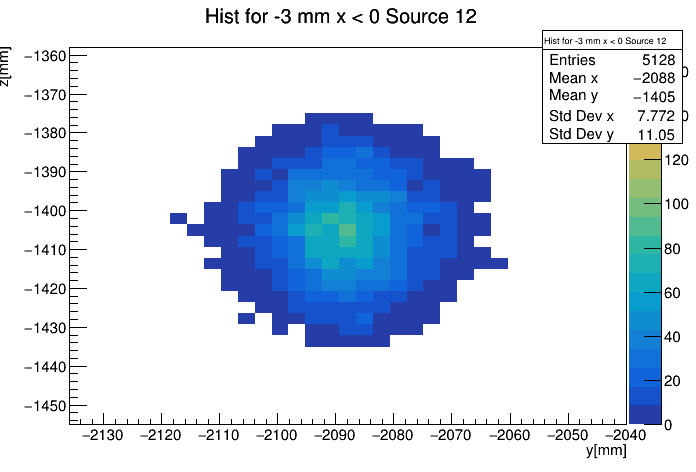 Hist for -3 mm x < 0 Source 12
z[mm]
Hist for -3 mm x < 0 Source 12
Entries 5128
Mean x −2088
Mean y −1405
Std Dev x 7.772
Std Dev y 11.05
−1360
−1370
−1380
−1390
−1400
−1410
−1420
−1430
−1440
−1450
120
100
80
60
40
20
0
−2130 −2120 −2110 −2100 −2090 −2080 −2070 −2060 −2050 −2040
y[mm]